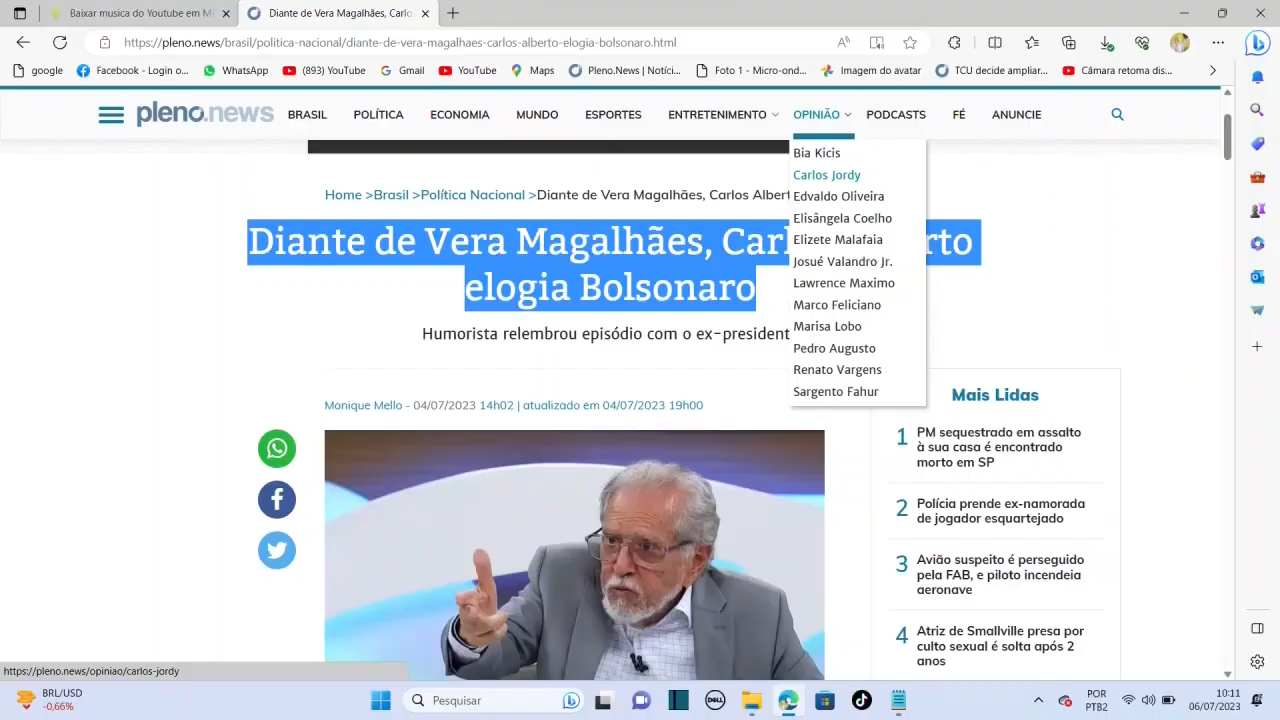 Baixar musica do Youtube em M
Diante de Vera Magalhães, Carlo
https://pleno.news/brasil/politica-nacional/diante-de-vera-magalhaes-carlos-alberto-elogia-bolsonaro.html
google
Facebook - Login o...
WhatsApp
(893) YouTube
Gmail
YouTube
Maps
Pleno.News | Notíci...
Foto 1 - Micro-ond...
Imagem do avatar
TCU decide ampliar...
Câmara retoma dis...
pleno.news
BRASIL
POLÍTICA
ECONOMIA
MUNDO
ESPORTES
ENTRETENIMENTO
OPINIÃO
PODCASTS
FÉ
ANUNCIE
Bia Kicis
Carlos Jordy
Edvaldo Oliveira
Elisângela Coelho
Elizete Malafaia
Josué Valandro Jr.
Lawrence Maximo
Marco Feliciano
Marisa Lobo
Pedro Augusto
Renato Vargens
Sargento Fahur
Home >Brasil >Política Nacional >Diante de Vera Magalhães, Carlos Albert
Diante de Vera Magalhães, Carl rto
elogia Bolsonaro
Humorista relembrou episódio com o ex-president
Monique Mello - 04/07/2023 14h02 | atualizado em 04/07/2023 19h00
Mais Lidas
1
PM sequestrado em assalto
à sua casa é encontrado
morto em SP
2
Polícia prende ex-namorada
de jogador esquartejado
3
Avião suspeito é perseguido
pela FAB, e piloto incendeia
aeronave
4
Atriz de Smallville presa por
culto sexual é solta após 2
anos
https://pleno.news/opiniao/carlos-jordy
BRL/USD
-0,66%
Pesquisar
DELL
POR
PTB2
10:11
06/07/2023